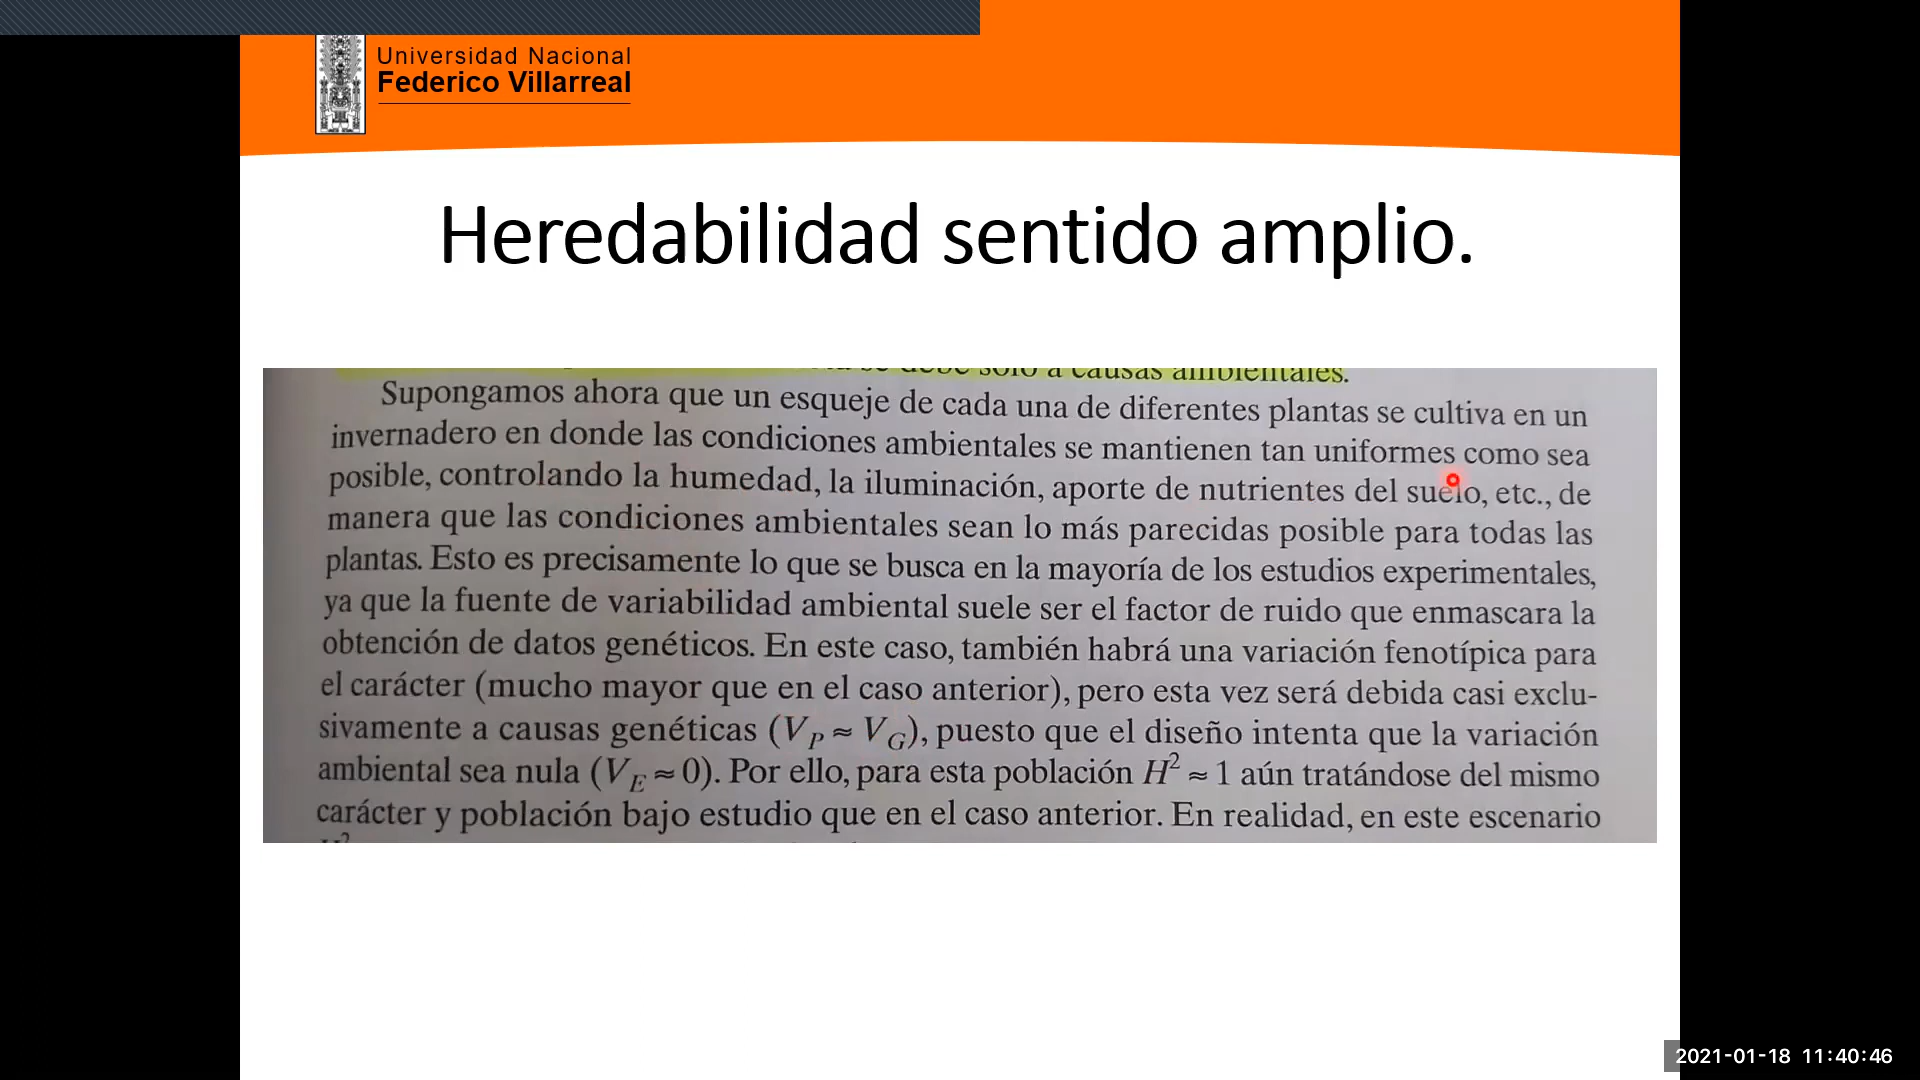 Universidad Nacional
Federico Villarreal
Heredabilidad sentido amplio.
se debe sólo a causas ambientales.
Supongamos ahora que un esqueje de cada una de diferentes plantas se cultiva en un
invernadero en donde las condiciones ambientales se mantienen tan uniformes como sea
posible, controlando la humedad, la iluminación, aporte de nutrientes del suelo, etc., de
manera que las condiciones ambientales sean lo más parecidas posible para todas las
plantas. Esto es precisamente lo que se busca en la mayoría de los estudios experimentales,
ya que la fuente de variabilidad ambiental suele ser el factor de ruido que enmascara la
obtención de datos genéticos. En este caso, también habrá una variación fenotípica para
el carácter (mucho mayor que en el caso anterior), pero esta vez será debida casi exclu-
sivamente a causas genéticas (V_P ≈ V_G), puesto que el diseño intenta que la variación
ambiental sea nula (V_E ≈ 0). Por ello, para esta población H² ≈ 1 aún tratándose del mismo
carácter y población bajo estudio que en el caso anterior. En realidad, en este escenario
2021-01-18 11:40:46